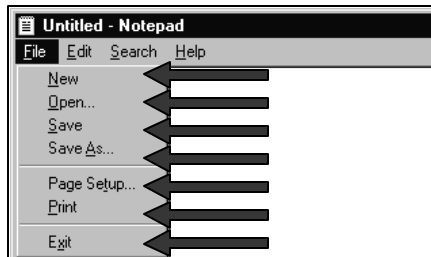 Untitled - Notepad
File Edit Search Help
New
Open...
Save
Save As...
Page Setup...
Print
Exit